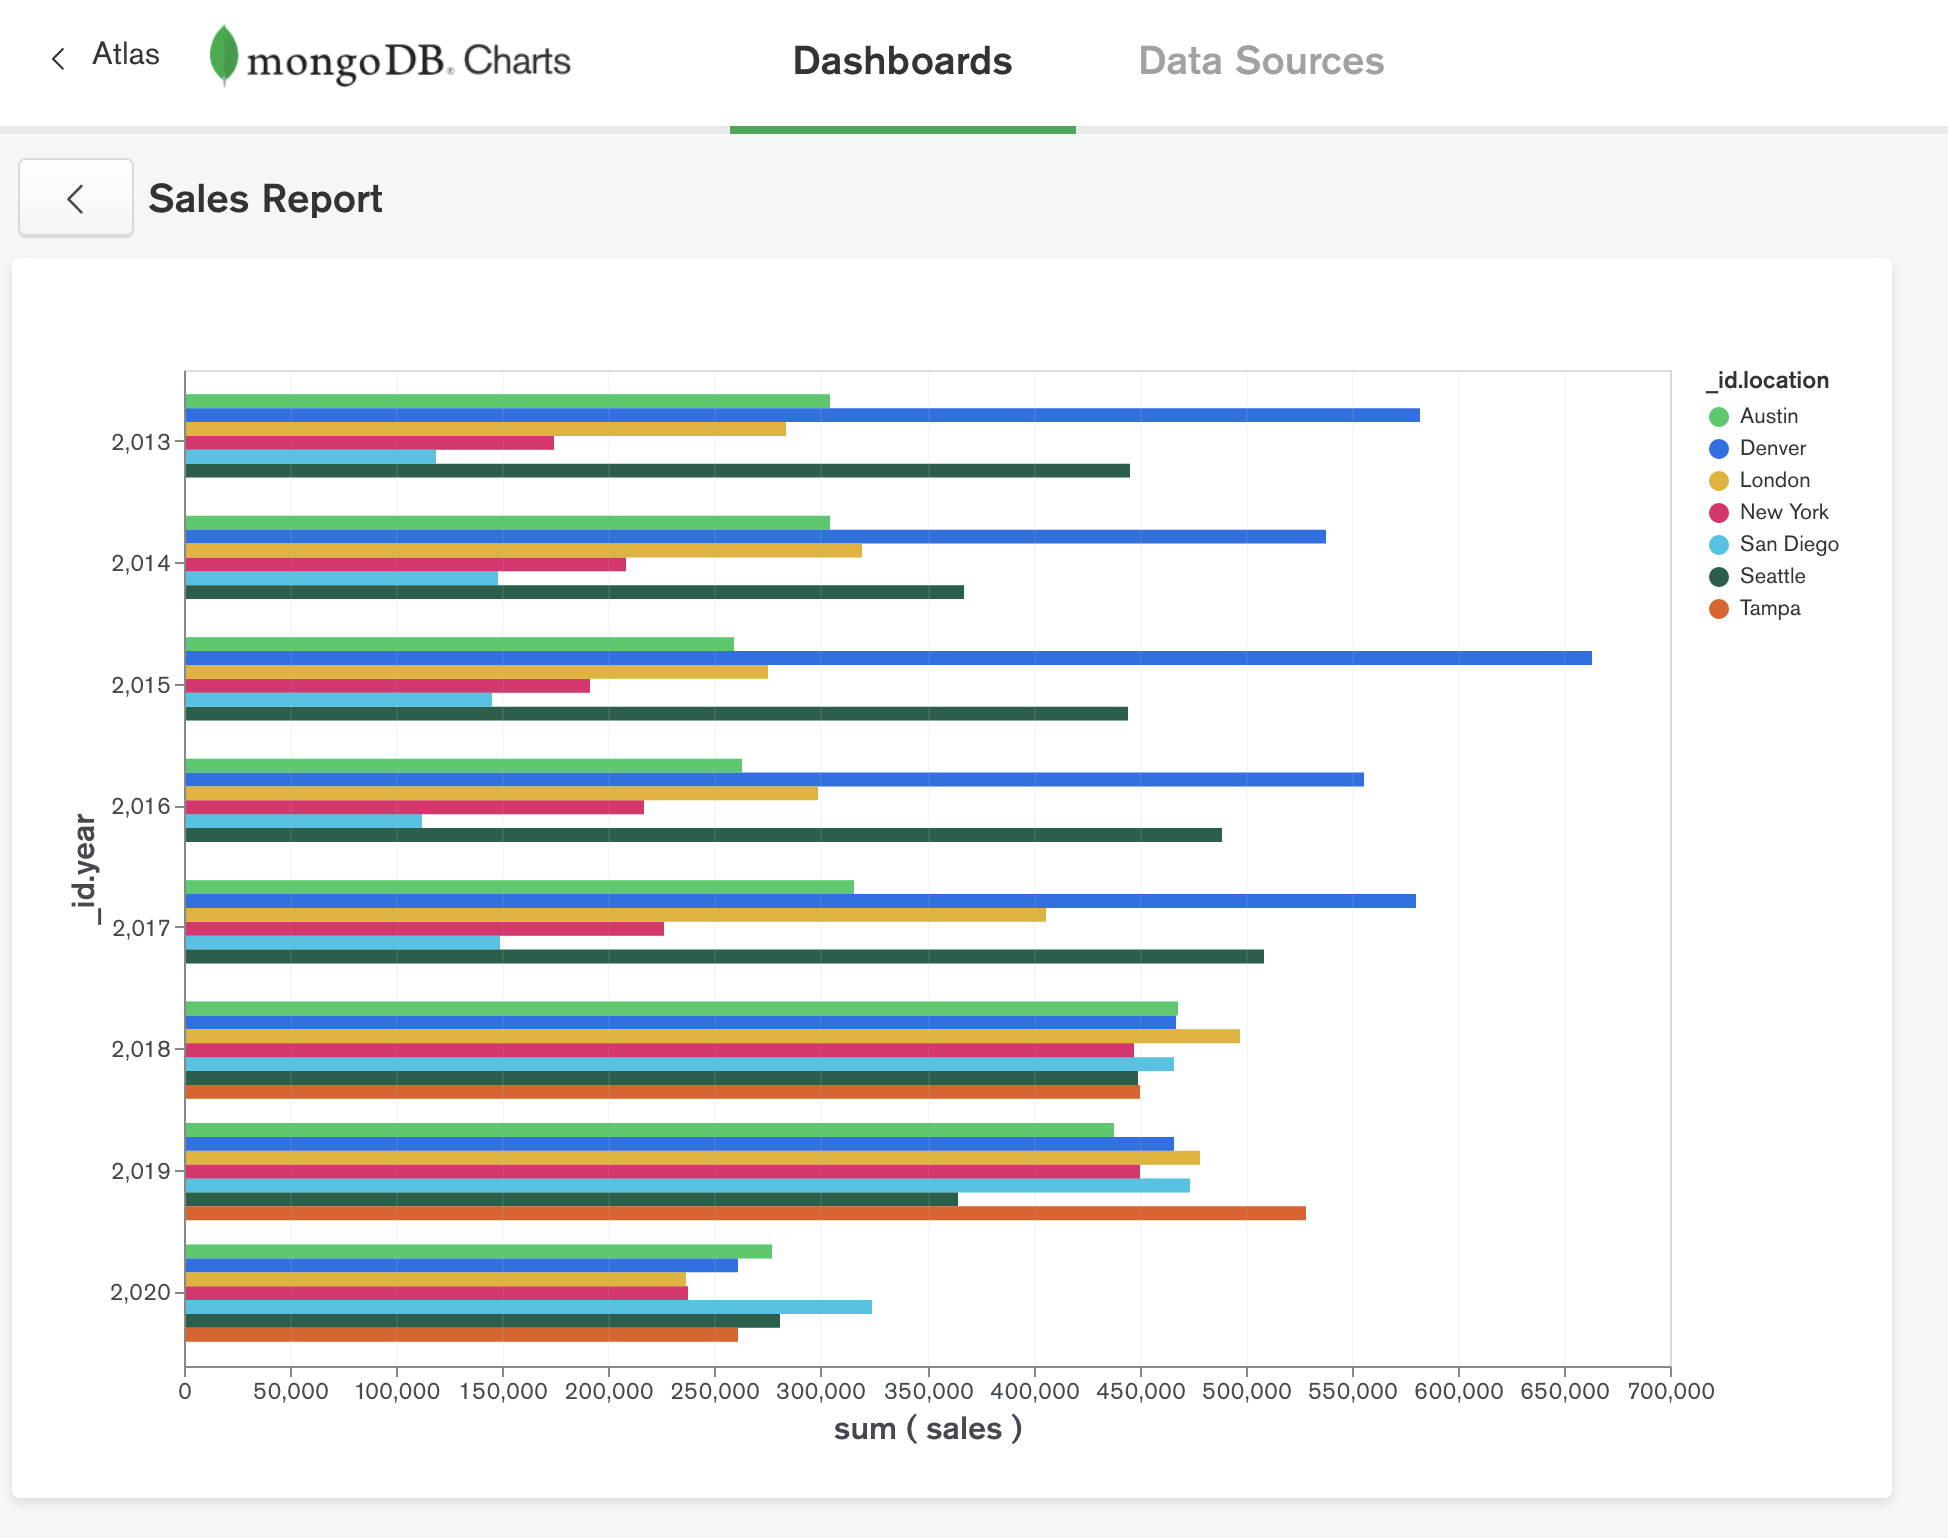 Atlas
mongoDB® Charts
Dashboards
Data Sources
Sales Report
_id.location
Austin
Denver
London
New York
San Diego
Seattle
Tampa
_id.year
2,013
2,014
2,015
2,016
2,017
2,018
2,019
2,020
0 50,000 100,000 150,000 200,000 250,000 300,000 350,000 400,000 450,000 500,000 550,000 600,000 650,000 700,000
sum ( sales )